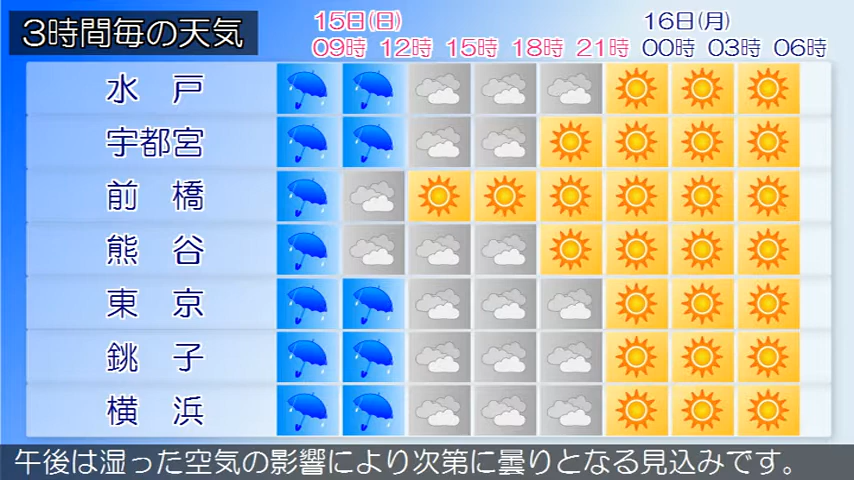 3時間毎の天気
15日(日) 16日(月)
09時 12時 15時 18時 21時 00時 03時 06時
水戸
宇都宮
前橋
熊谷
東京
銚子
横浜
午後は湿った空気の影響により次第に曇りとなる見込みです。